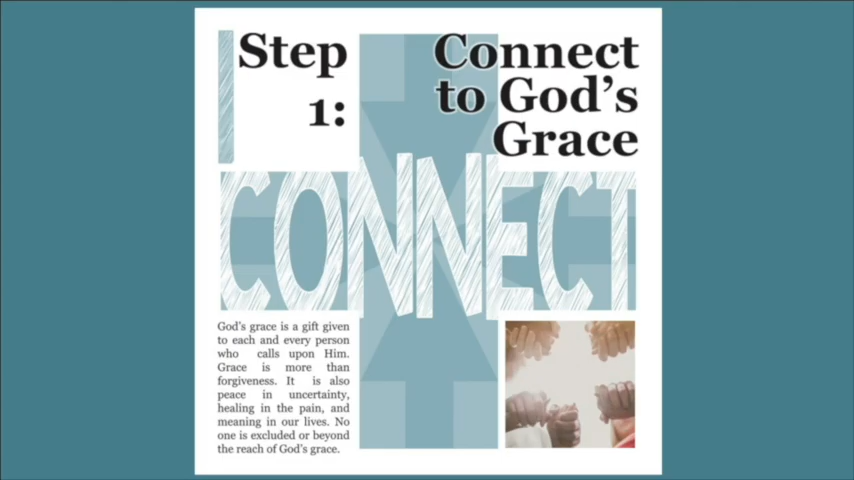 Step
1:
Connect
to God's
Grace
CONNECT
God's grace is a gift given
to each and every person
who calls upon Him.
Grace is more than
forgiveness. It is also
peace in uncertainty,
healing in the pain, and
meaning in our lives. No
one is excluded or beyond
the reach of God's grace.